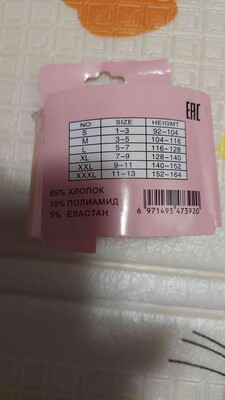 EAC
NO: SIZE HEIGMT
S 1-3 92-104
M 3-5 104-116
L 5-7 116-128
XL 7-9 128-140
XXL 9-11 140-152
XXXL 11-13 152-164
85% ХЛОПОК
10% ПОЛИАМИД
5% ЕЛАСТАН
6 971493 473920